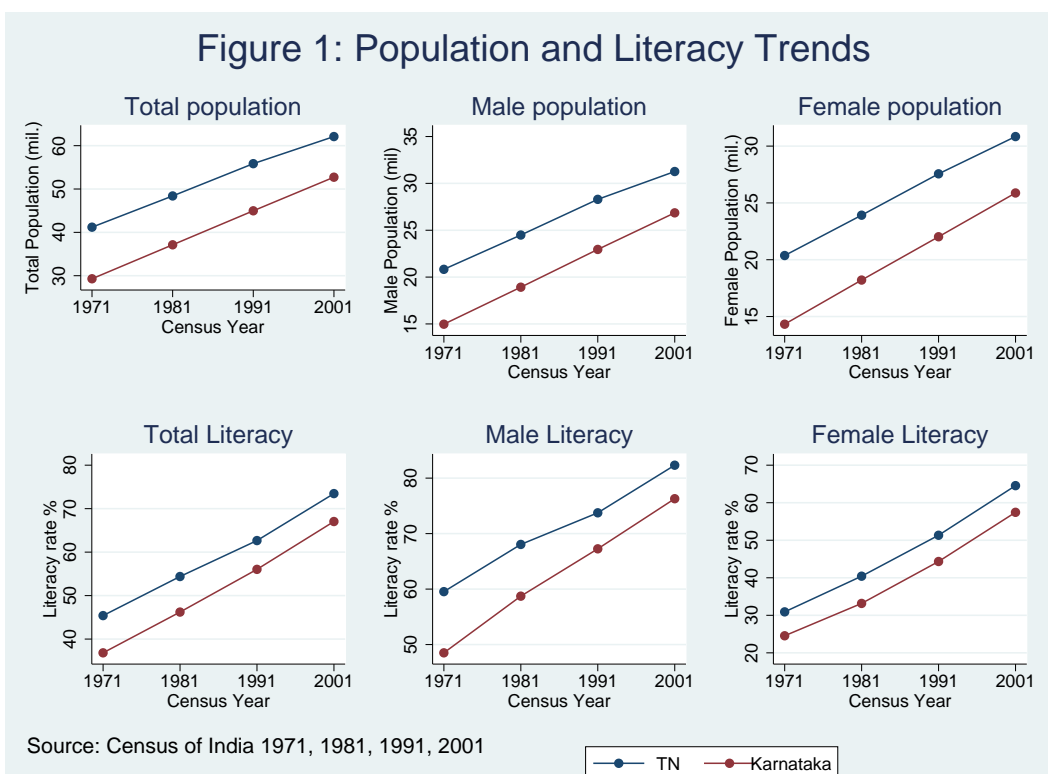 Figure 1: Population and Literacy Trends
Total population
Total Population (mil.)
60
50
40
30
1971 1981 1991 2001
Census Year
Male population
Male Population (mil)
35
30
25
20
15
1971 1981 1991 2001
Census Year
Female population
Female Population (mil.)
30
25
20
15
1971 1981 1991 2001
Census Year
Total Literacy
Literacy rate %
80
70
60
50
40
1971 1981 1991 2001
Census Year
Male Literacy
Literacy rate %
80
70
60
50
1971 1981 1991 2001
Census Year
Female Literacy
Literacy rate %
70
60
50
40
30
20
1971 1981 1991 2001
Census Year
Source: Census of India 1971, 1981, 1991, 2001
TN Karnataka